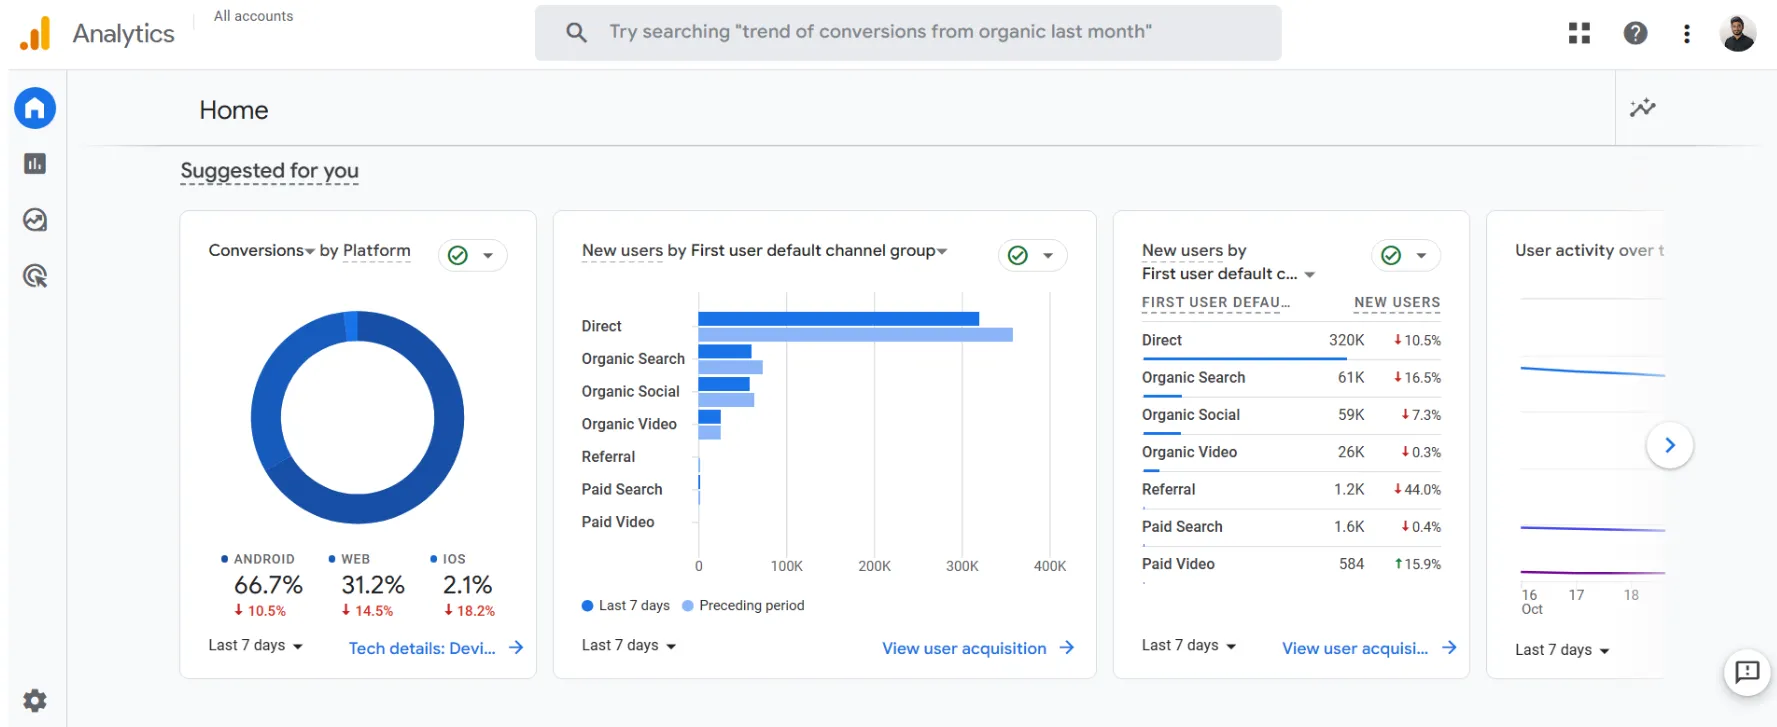 Analytics
All accounts
Try searching "trend of conversions from organic last month"
Home
Suggested for you
Conversions by Platform
ANDROID
66.7%
10.5%
WEB
31.2%
14.5%
IOS
2.1%
18.2%
Last 7 days
Tech details: Devi...
New users by First user default channel group
Direct
Organic Search
Organic Social
Organic Video
Referral
Paid Search
Paid Video
0 100K 200K 300K 400K
Last 7 days Preceding period
Last 7 days
View user acquisition
New users by
First user default c...
FIRST USER DEFAU... NEW USERS
Direct 320K 10.5%
Organic Search 61K 16.5%
Organic Social 59K 7.3%
Organic Video 26K 0.3%
Referral 1.2K 44.0%
Paid Search 1.6K 0.4%
Paid Video 584 15.9%
Last 7 days
View user acquisi...
User activity over t
16 17 18
Oct
Last 7 days